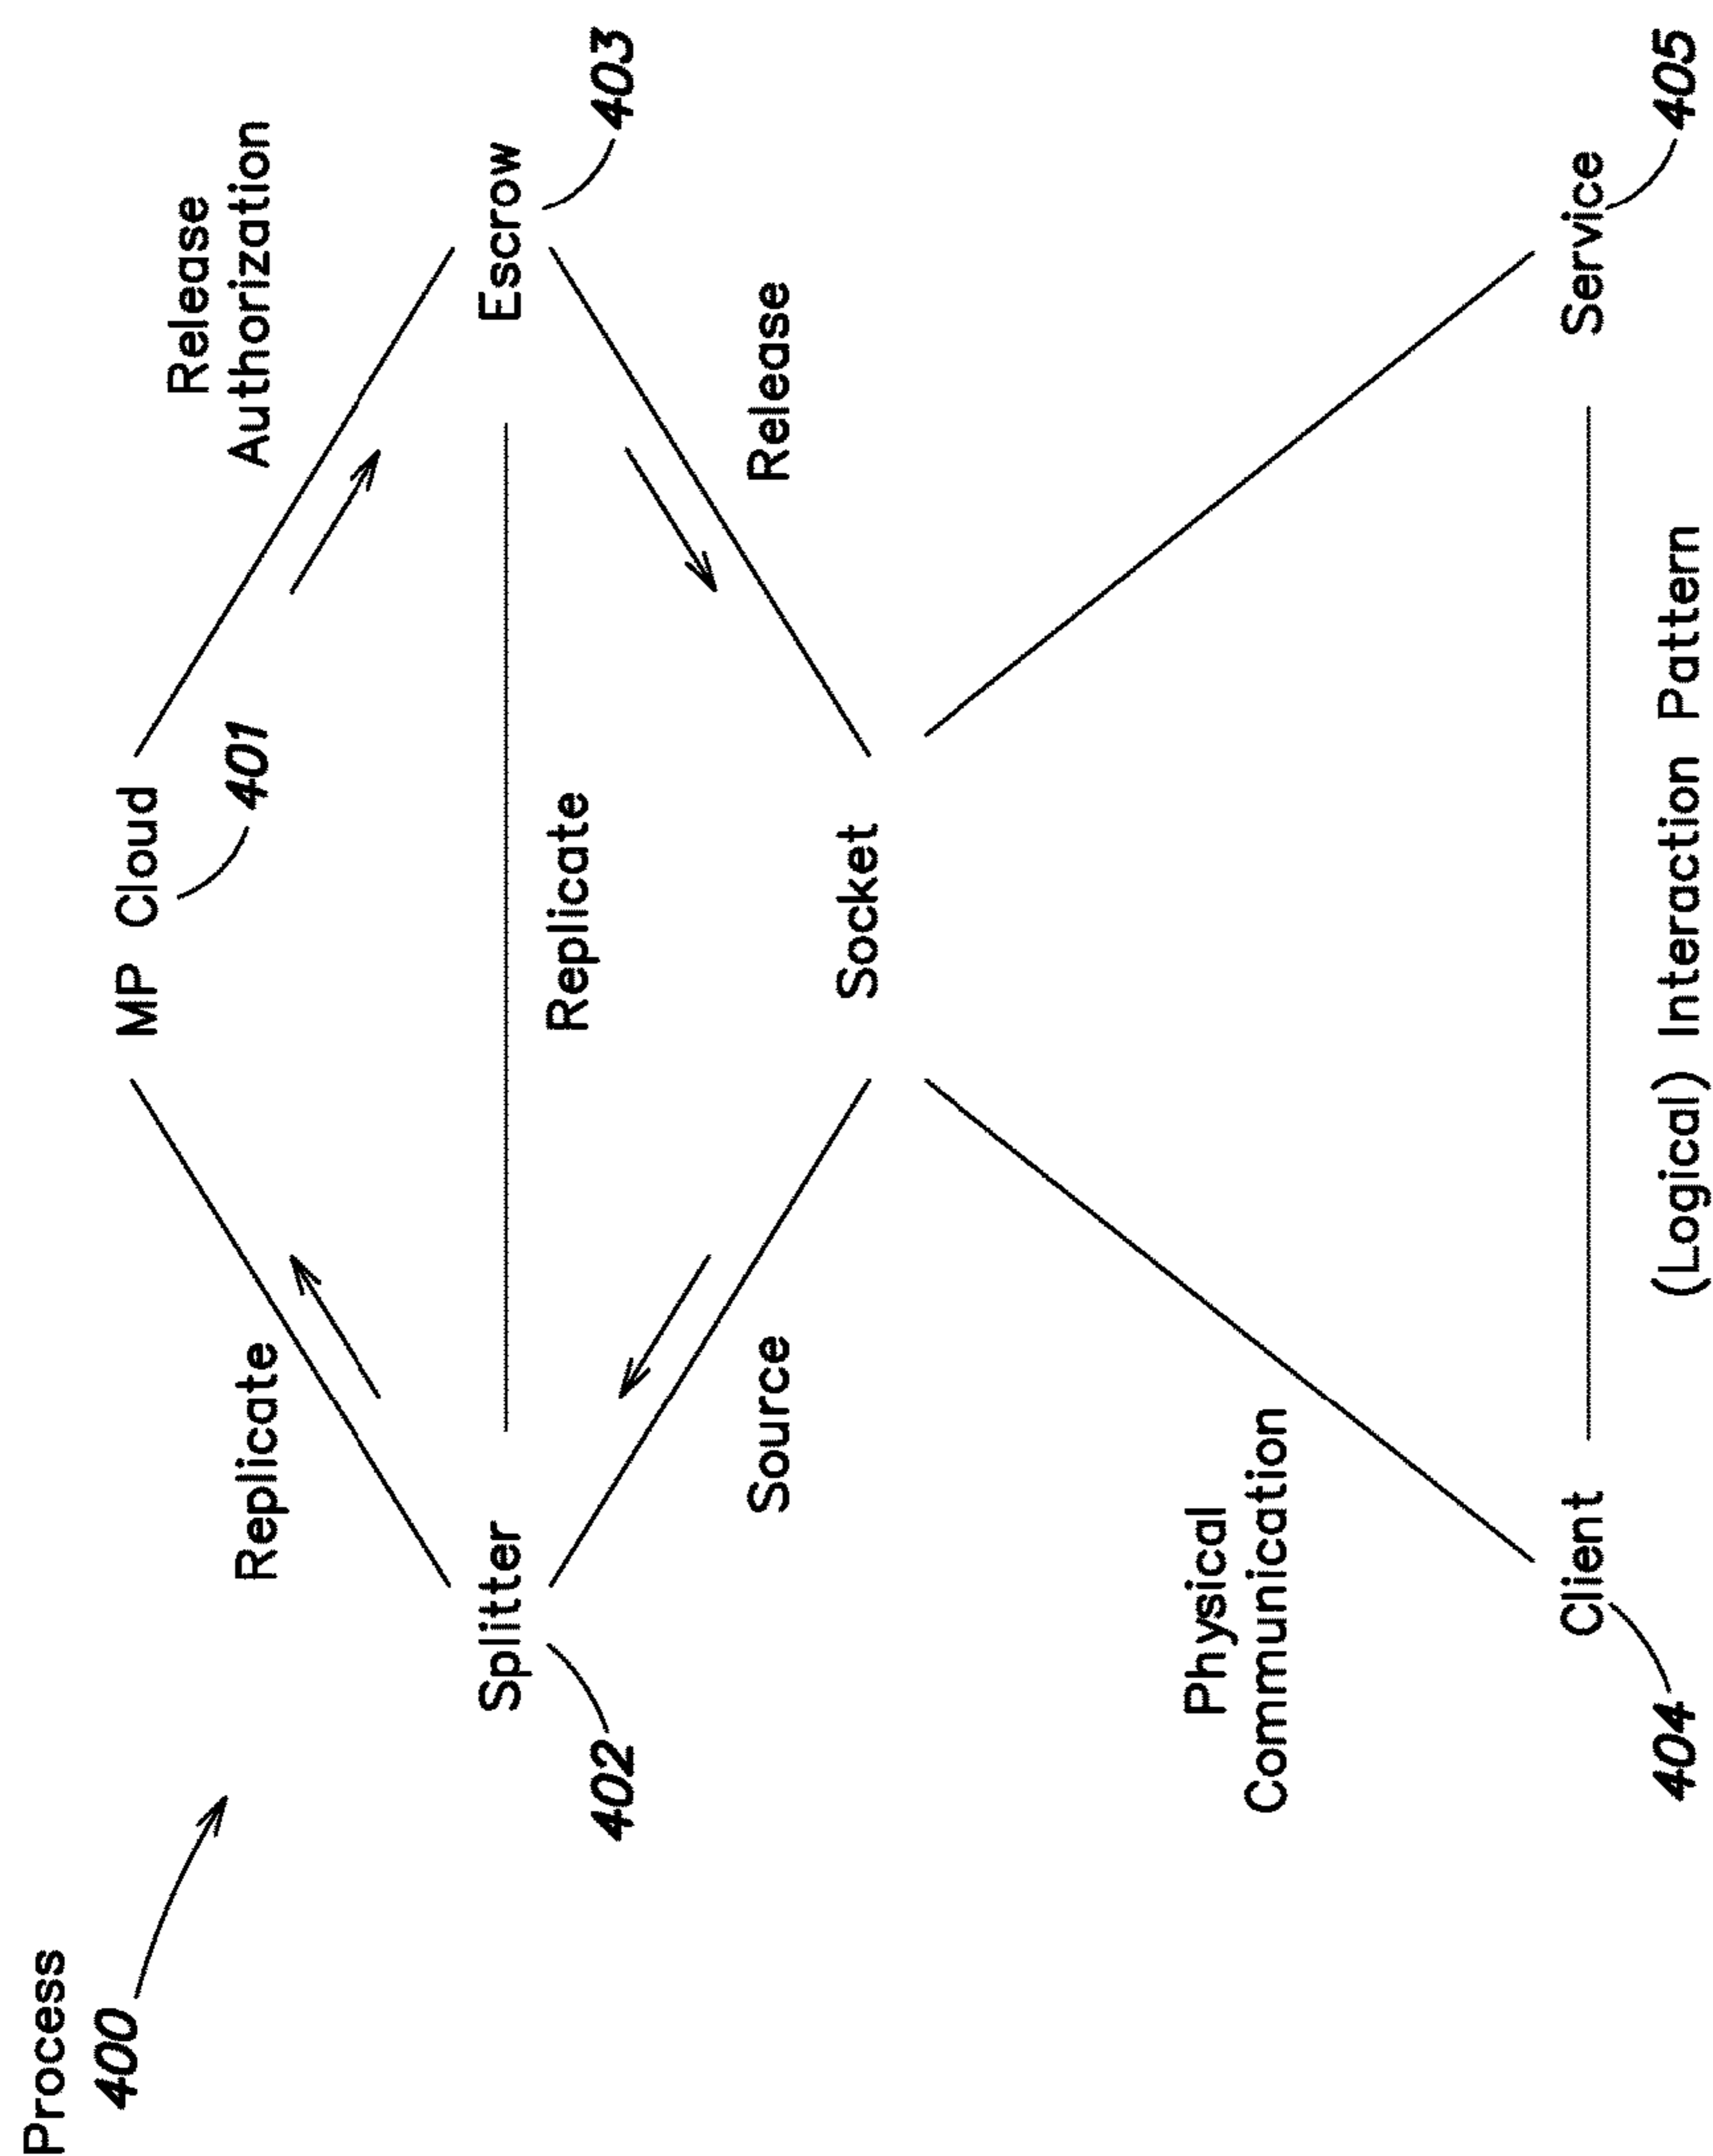 Process
400
MP Cloud
401
Release
Authorization
Replicate
Splitter
402
Escrow
403
Replicate
Source
Release
Socket
Physical
Communication
Client
404
Service
405
(Logical) Interaction Pattern